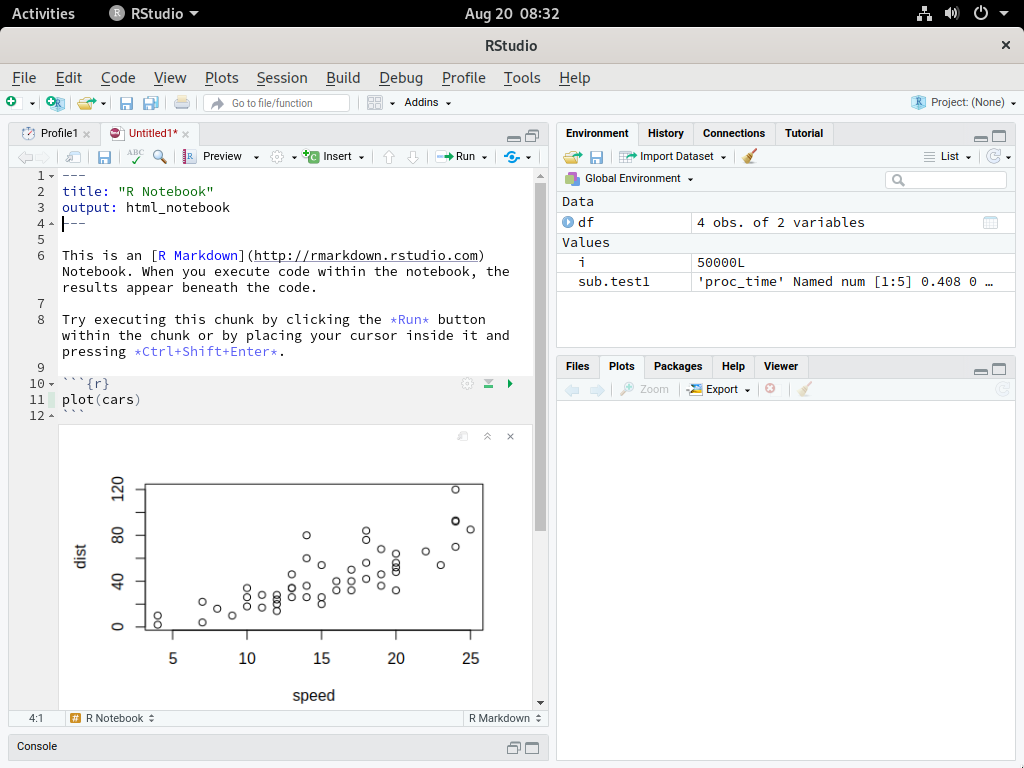 Activities RStudio Aug 20 08:32
RStudio
File Edit Code View Plots Session Build Debug Profile Tools Help
Go to file/function Addins Project: (None)
Profile1 Untitled1*
Preview Insert Run
1 ---
2 title: "R Notebook"
3 output: html_notebook
4 ---
5
6 This is an [R Markdown](http://rmarkdown.rstudio.com)
Notebook. When you execute code within the notebook, the
results appear beneath the code.
7
8 Try executing this chunk by clicking the *Run* button
within the chunk or by placing your cursor inside it and
pressing *Ctrl+Shift+Enter*.
9
10 ```{r}
11 plot(cars)
12 ```
120
80
40
0
dist
5 10 15 20 25
speed
4:1 # R Notebook R Markdown
Console
Environment History Connections Tutorial
Import Dataset List
Global Environment
Data
df 4 obs. of 2 variables
Values
i 50000L
sub.test1 'proc_time' Named num [1:5] 0.408 0 …
Files Plots Packages Help Viewer
Zoom Export